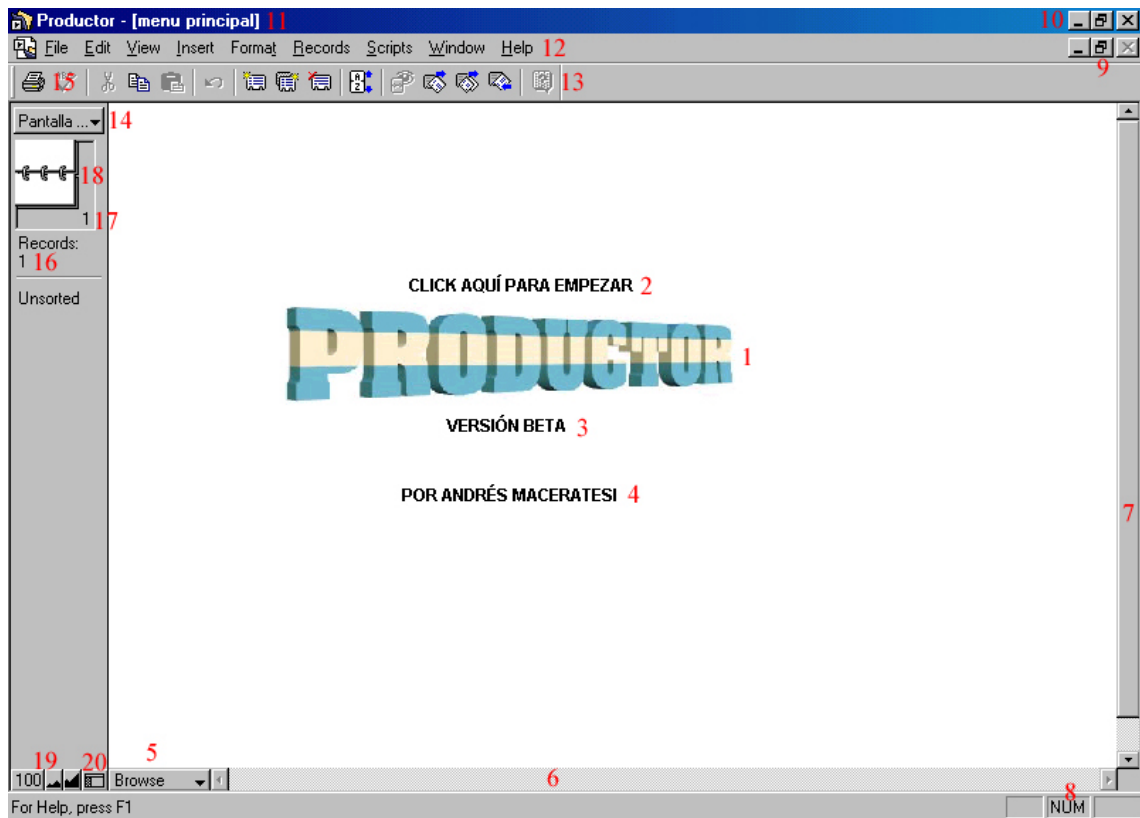 Productor - [menu principal] 11 10
File Edit View Insert Format Records Scripts Window Help 12
9
15 13
Pantalla ... 14
18
1 17
Records:
1 16
Unsorted
CLICK AQUÍ PARA EMPEZAR 2
PRODUCTOR 1
VERSIÓN BETA 3
POR ANDRÉS MACERATESI 4
7
19 20 5
100 Browse 6
8
For Help, press F1 NUM